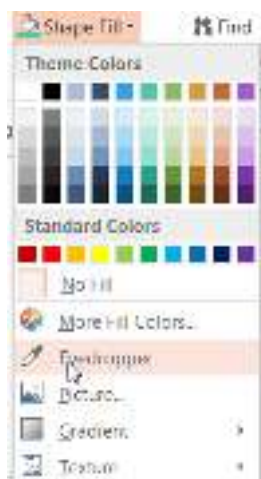 Shape Fill Find
Theme Colors
Standard Colors
No Fill
More Fill Colors...
Eyedropper
Picture...
Gradient
Texture